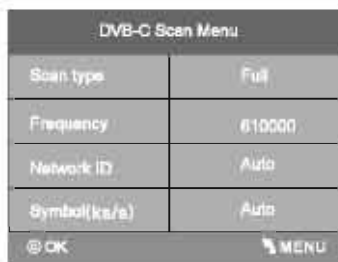 DVB-C Scan Menu
Scan type Full
Frequency 610000
Network ID Auto
Symbol(ks/s) Auto
OK MENU